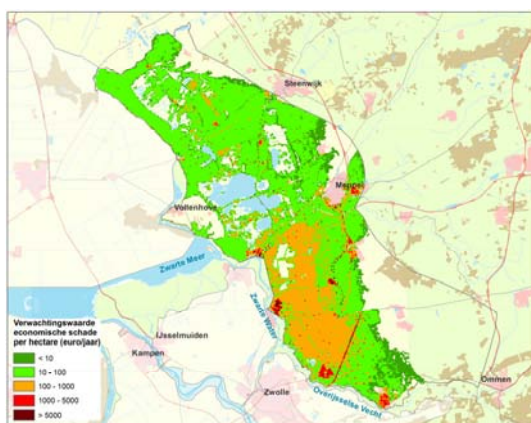 Steenwijk
Meppel
Vollenhove
Zwarte Meer
Zwarte Water
IJsselmuiden
Kampen
Zwolle
Overijsselse Vecht
Ommen
Verwachtingswaarde
economische schade
per hectare (euro/jaar)
< 10
10 - 100
100 - 1000
1000 - 5000
> 5000